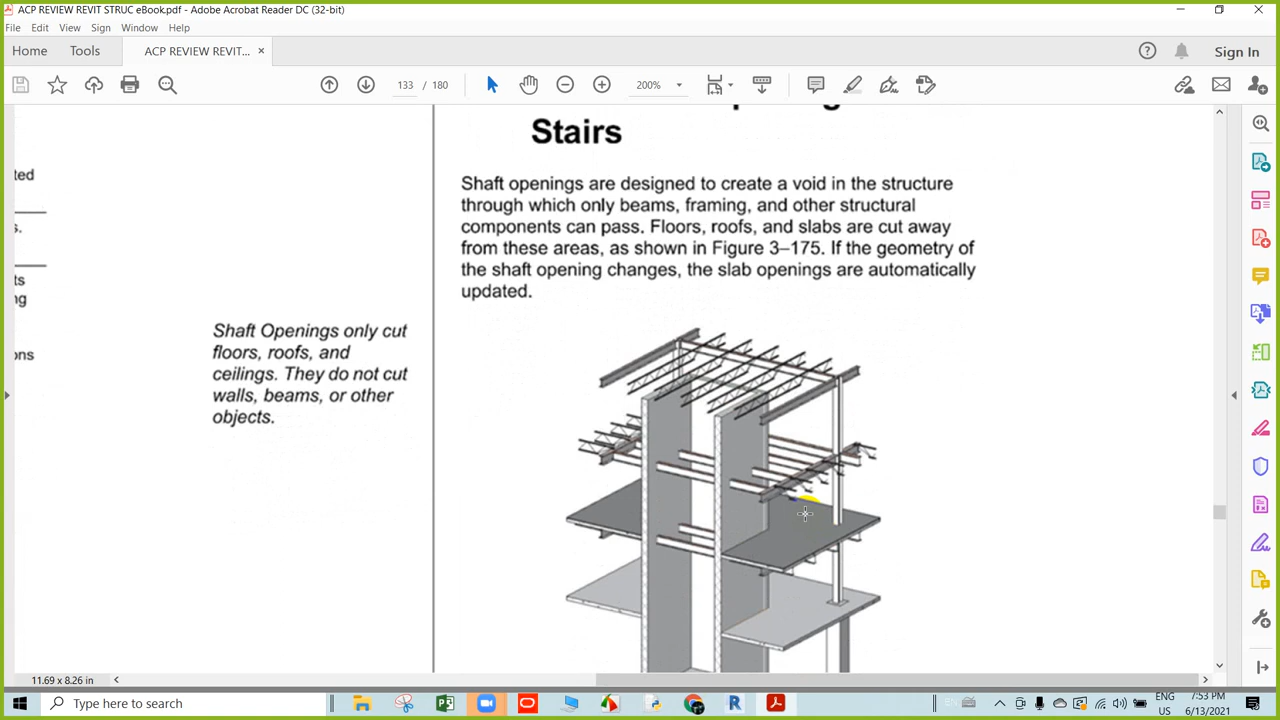 ACP REVIEW REVIT STRUC eBook.pdf - Adobe Acrobat Reader DC (32-bit)
File Edit View Sign Window Help
Home Tools ACP REVIEW REVIT... × Sign In
133 / 180 200%
Stairs
Shaft openings are designed to create a void in the structure
through which only beams, framing, and other structural
components can pass. Floors, roofs, and slabs are cut away
from these areas, as shown in Figure 3–175. If the geometry of
the shaft opening changes, the slab openings are automatically
updated.
ted
s.
ts
ng
ons
Shaft Openings only cut
floors, roofs, and
ceilings. They do not cut
walls, beams, or other
objects.
11.69 x 8.26 in
Type here to search
ENG
US
7:53 PM
6/13/2021